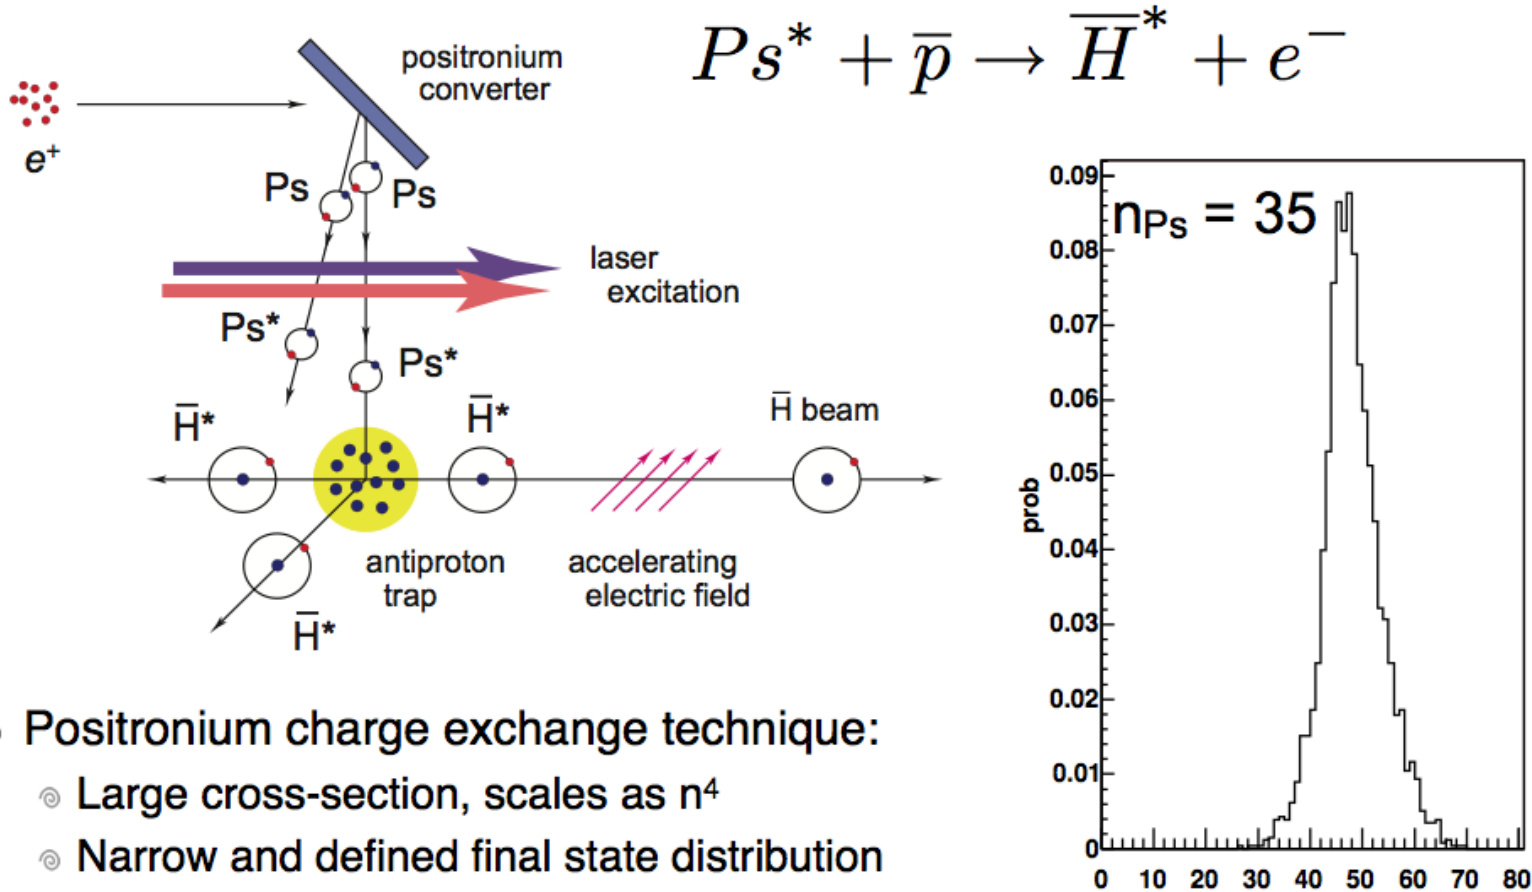 Ps* + p̅ → H̅* + e⁻
positronium
converter
e⁺
Ps
Ps
laser
excitation
Ps*
Ps*
H̅*
H̅*
H̅ beam
antiproton
trap
accelerating
electric field
H̅*
Positronium charge exchange technique:
Large cross-section, scales as n⁴
Narrow and defined final state distribution
nPs = 35
prob
0.09
0.08
0.07
0.06
0.05
0.04
0.03
0.02
0.01
0
0 10 20 30 40 50 60 70 80